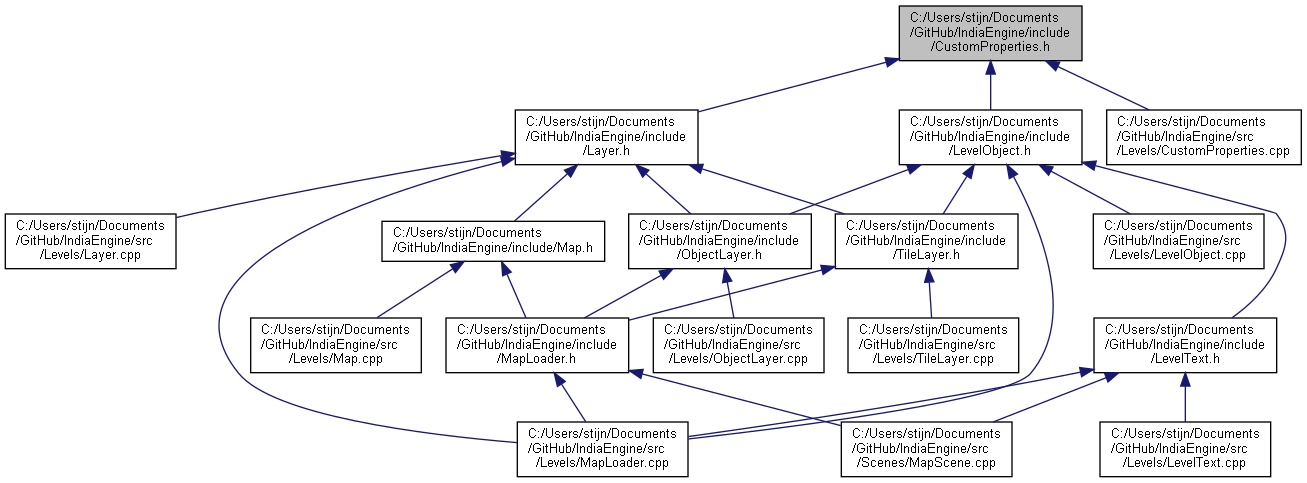 C:/Users/stijn/Documents
/GitHub/IndiaEngine/include
/CustomProperties.h
C:/Users/stijn/Documents
/GitHub/IndiaEngine/include
/Layer.h
C:/Users/stijn/Documents
/GitHub/IndiaEngine/include
/LevelObject.h
C:/Users/stijn/Documents
/GitHub/IndiaEngine/src
/Levels/CustomProperties.cpp
C:/Users/stijn/Documents
/GitHub/IndiaEngine/src
/Levels/Layer.cpp
C:/Users/stijn/Documents
/GitHub/IndiaEngine/include/Map.h
C:/Users/stijn/Documents
/GitHub/IndiaEngine/include
/ObjectLayer.h
C:/Users/stijn/Documents
/GitHub/IndiaEngine/include
/TileLayer.h
C:/Users/stijn/Documents
/GitHub/IndiaEngine/src
/Levels/LevelObject.cpp
C:/Users/stijn/Documents
/GitHub/IndiaEngine/src
/Levels/Map.cpp
C:/Users/stijn/Documents
/GitHub/IndiaEngine/include
/MapLoader.h
C:/Users/stijn/Documents
/GitHub/IndiaEngine/src
/Levels/ObjectLayer.cpp
C:/Users/stijn/Documents
/GitHub/IndiaEngine/src
/Levels/TileLayer.cpp
C:/Users/stijn/Documents
/GitHub/IndiaEngine/include
/LevelText.h
C:/Users/stijn/Documents
/GitHub/IndiaEngine/src
/Levels/MapLoader.cpp
C:/Users/stijn/Documents
/GitHub/IndiaEngine/src
/Scenes/MapScene.cpp
C:/Users/stijn/Documents
/GitHub/IndiaEngine/src
/Levels/LevelText.cpp